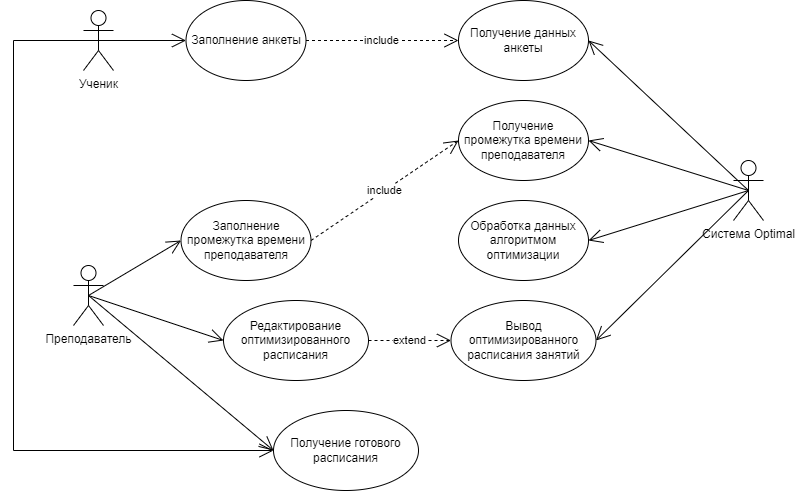 Заполнение анкеты
include
Получение данных
анкеты
Ученик
Получение
промежутка времени
преподавателя
include
Заполнение
промежутка времени
преподавателя
Обработка данных
алгоритмом
оптимизации
Система Optimal
Преподаватель
Редактирование
оптимизированного
расписания
extend
Вывод
оптимизированного
расписания занятий
Получение готового
расписания